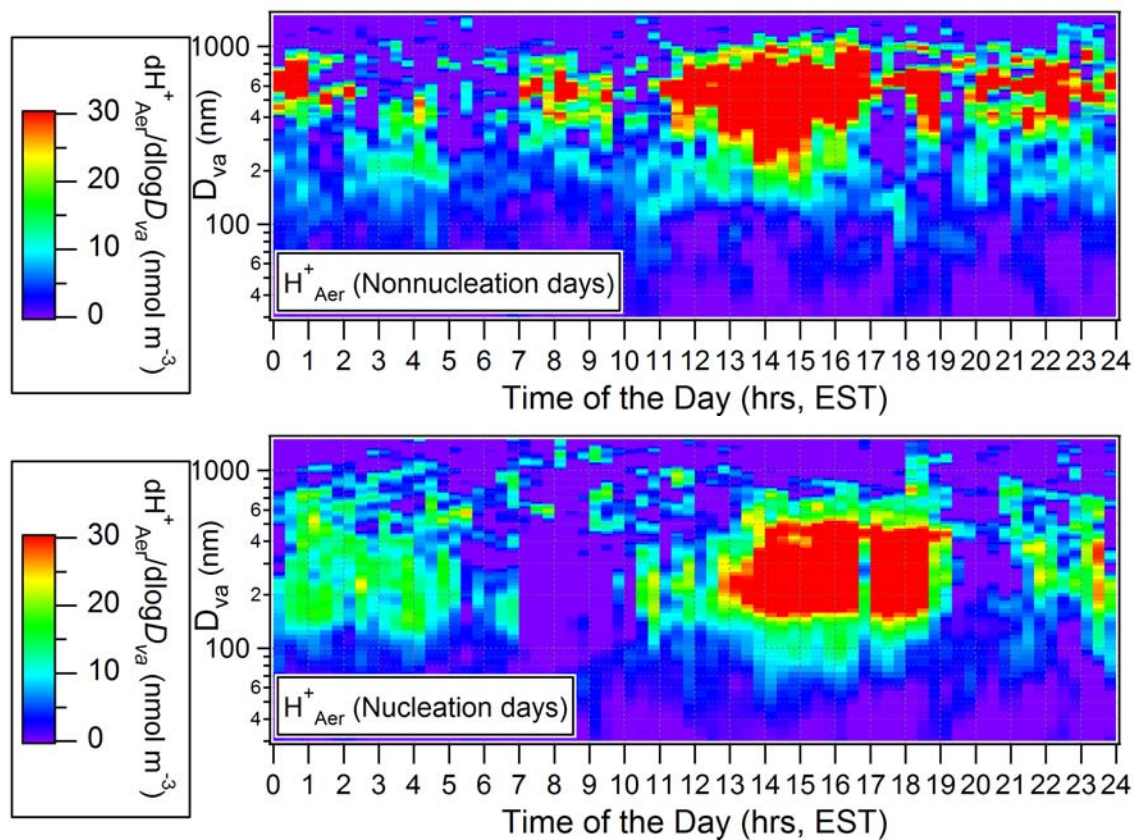 30
20
10
0
dH⁺Aer/dlogDva (nmol m⁻³)
Dva (nm)
1000
6
4
2
100
6
4
H⁺Aer (Nonnucleation days)
0 1 2 3 4 5 6 7 8 9 10 11 12 13 14 15 16 17 18 19 20 21 22 23 24
Time of the Day (hrs, EST)
30
20
10
0
dH⁺Aer/dlogDva (nmol m⁻³)
Dva (nm)
1000
6
4
2
100
6
4
H⁺Aer (Nucleation days)
0 1 2 3 4 5 6 7 8 9 10 11 12 13 14 15 16 17 18 19 20 21 22 23 24
Time of the Day (hrs, EST)